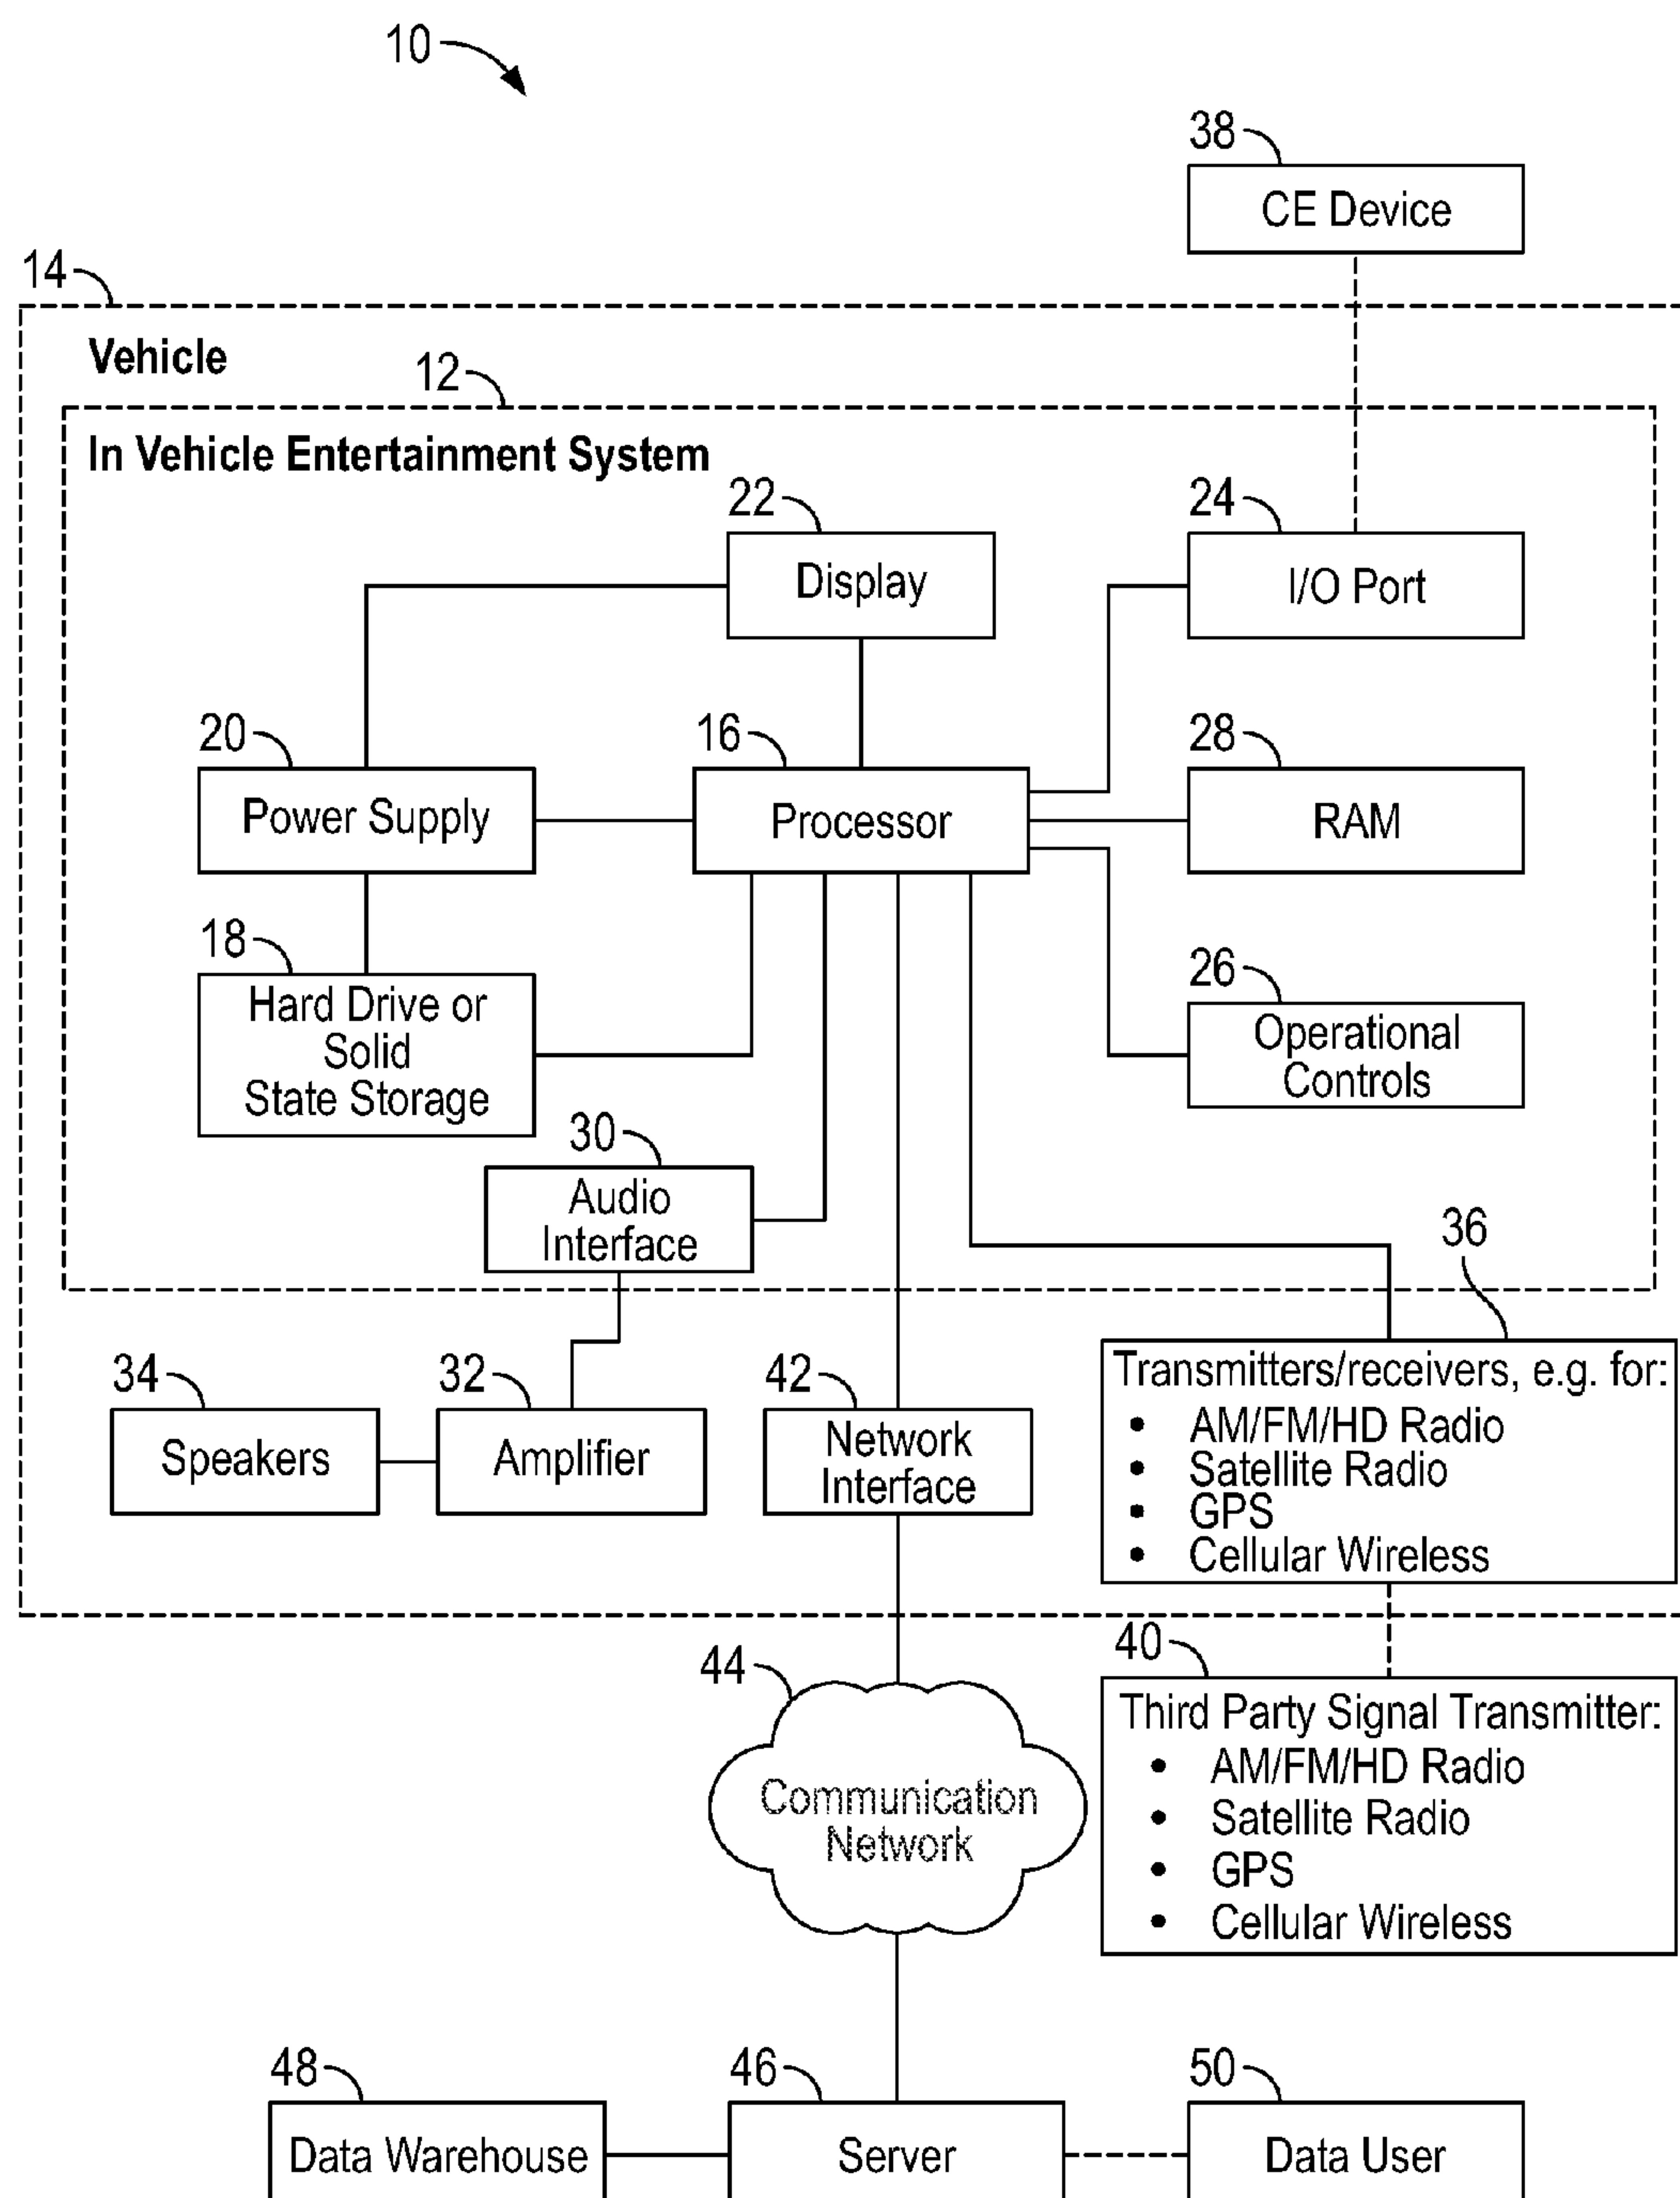 10
38
CE Device
14
Vehicle
12
In Vehicle Entertainment System
22
Display
24
I/O Port
20
Power Supply
16
Processor
28
RAM
18
Hard Drive or
Solid
State Storage
26
Operational
Controls
30
Audio
Interface
36
Transmitters/receivers, e.g. for:
• AM/FM/HD Radio
• Satellite Radio
• GPS
• Cellular Wireless
34
Speakers
32
Amplifier
42
Network
Interface
44
Communication
Network
40
Third Party Signal Transmitter:
• AM/FM/HD Radio
• Satellite Radio
• GPS
• Cellular Wireless
48
Data Warehouse
46
Server
50
Data User